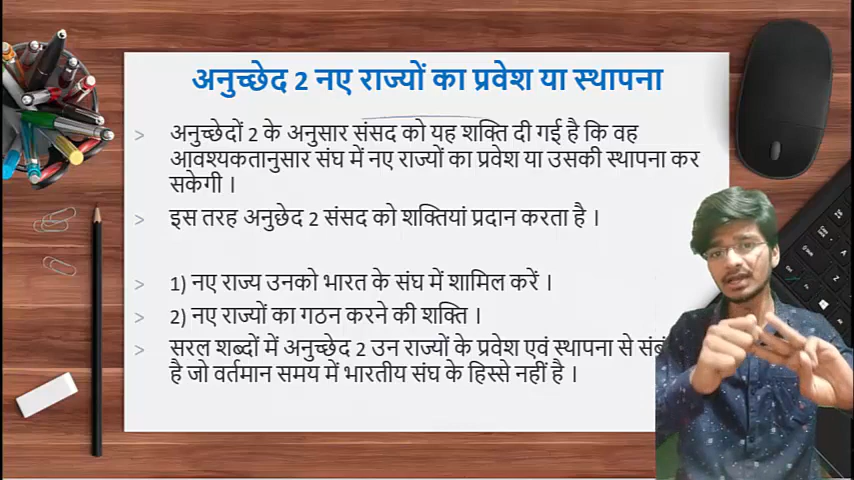 अनुच्छेद 2 नए राज्यों का प्रवेश या स्थापना
> अनुच्छेदों 2 के अनुसार संसद को यह शक्ति दी गई है कि वह
आवश्यकतानुसार संघ में नए राज्यों का प्रवेश या उसकी स्थापना कर
सकेगी ।
> इस तरह अनुछेद 2 संसद को शक्तियां प्रदान करता है ।
> 1) नए राज्य उनको भारत के संघ में शामिल करें ।
> 2) नए राज्यों का गठन करने की शक्ति ।
> सरल शब्दों में अनुच्छेद 2 उन राज्यों के प्रवेश एवं स्थापना से
है जो वर्तमान समय में भारतीय संघ के हिस्से नहीं है ।